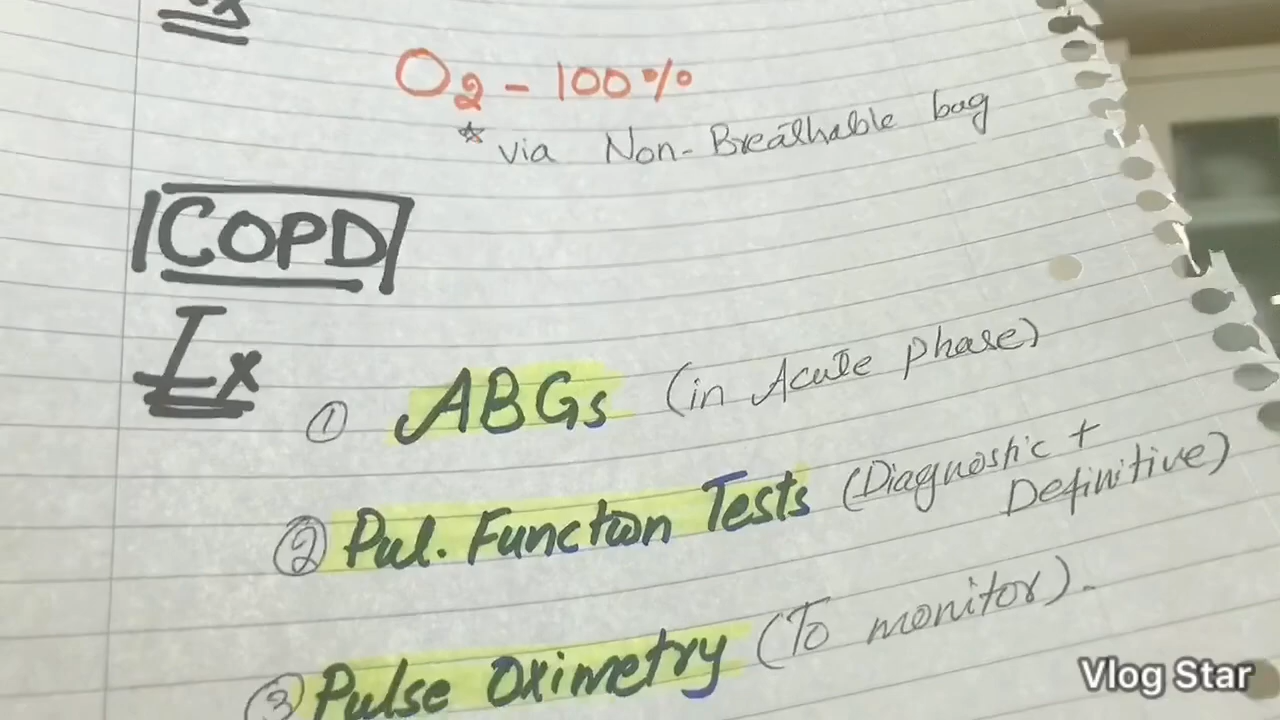 O2 - 100%
* via Non-Breathable bag
COPD
Ix
① ABGs (in Acute phase)
② Pul. Function Tests (Diagnostic +
Definitive)
③ Pulse Oximetry (To monitor).
Vlog Star